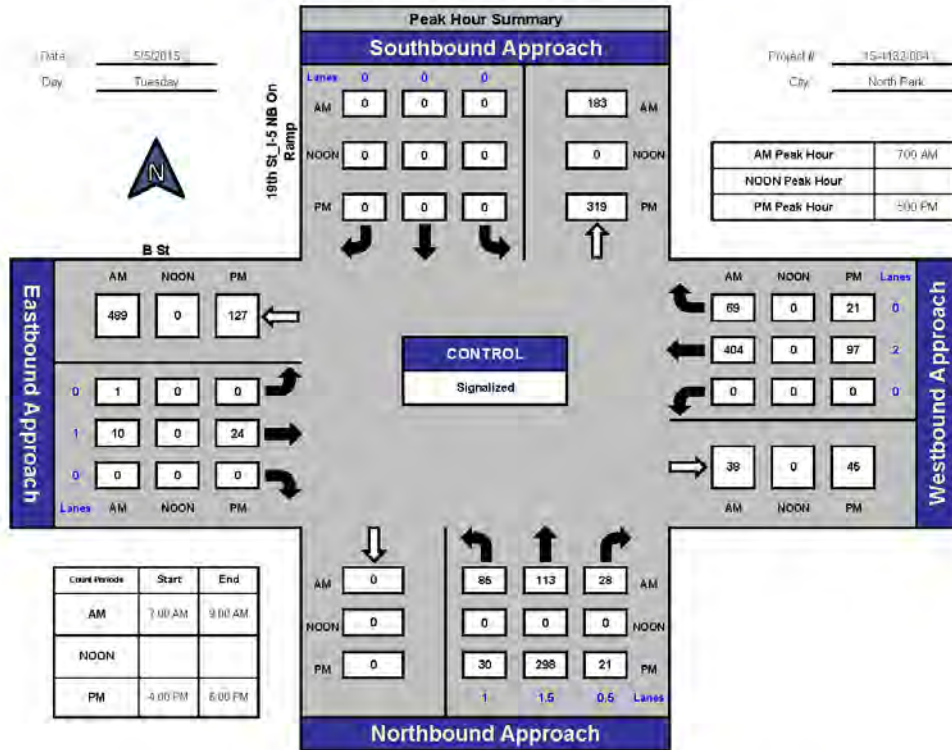 Peak Hour Summary
Southbound Approach
Date
5/5/2015
Day
Tuesday
Project #
City
North Park
19th St_I-5 NB On
Ramp
Lanes 0 0 0
AM 0 0 0 183 AM
NOON 0 0 0 0 NOON
PM 0 0 0 319 PM
N
AM Peak Hour 700 AM
NOON Peak Hour
PM Peak Hour 500 PM
B St
Eastbound Approach
AM NOON PM
489 0 127
0 1 0 0
1 10 0 24
0 0 0 0
Lanes AM NOON PM
CONTROL
Signalized
AM NOON PM Lanes
69 0 21 0
404 0 97 2
0 0 0 0
0 45
AM NOON PM
Westbound Approach
AM 0 113 28 AM
NOON 0 0 0 0 NOON
PM 0 30 298 21 PM
1 1.5 0.5 Lanes
Northbound Approach
Count Periods Start End
AM 7:00 AM 9:00 AM
NOON
PM 4:00 PM 6:00 PM